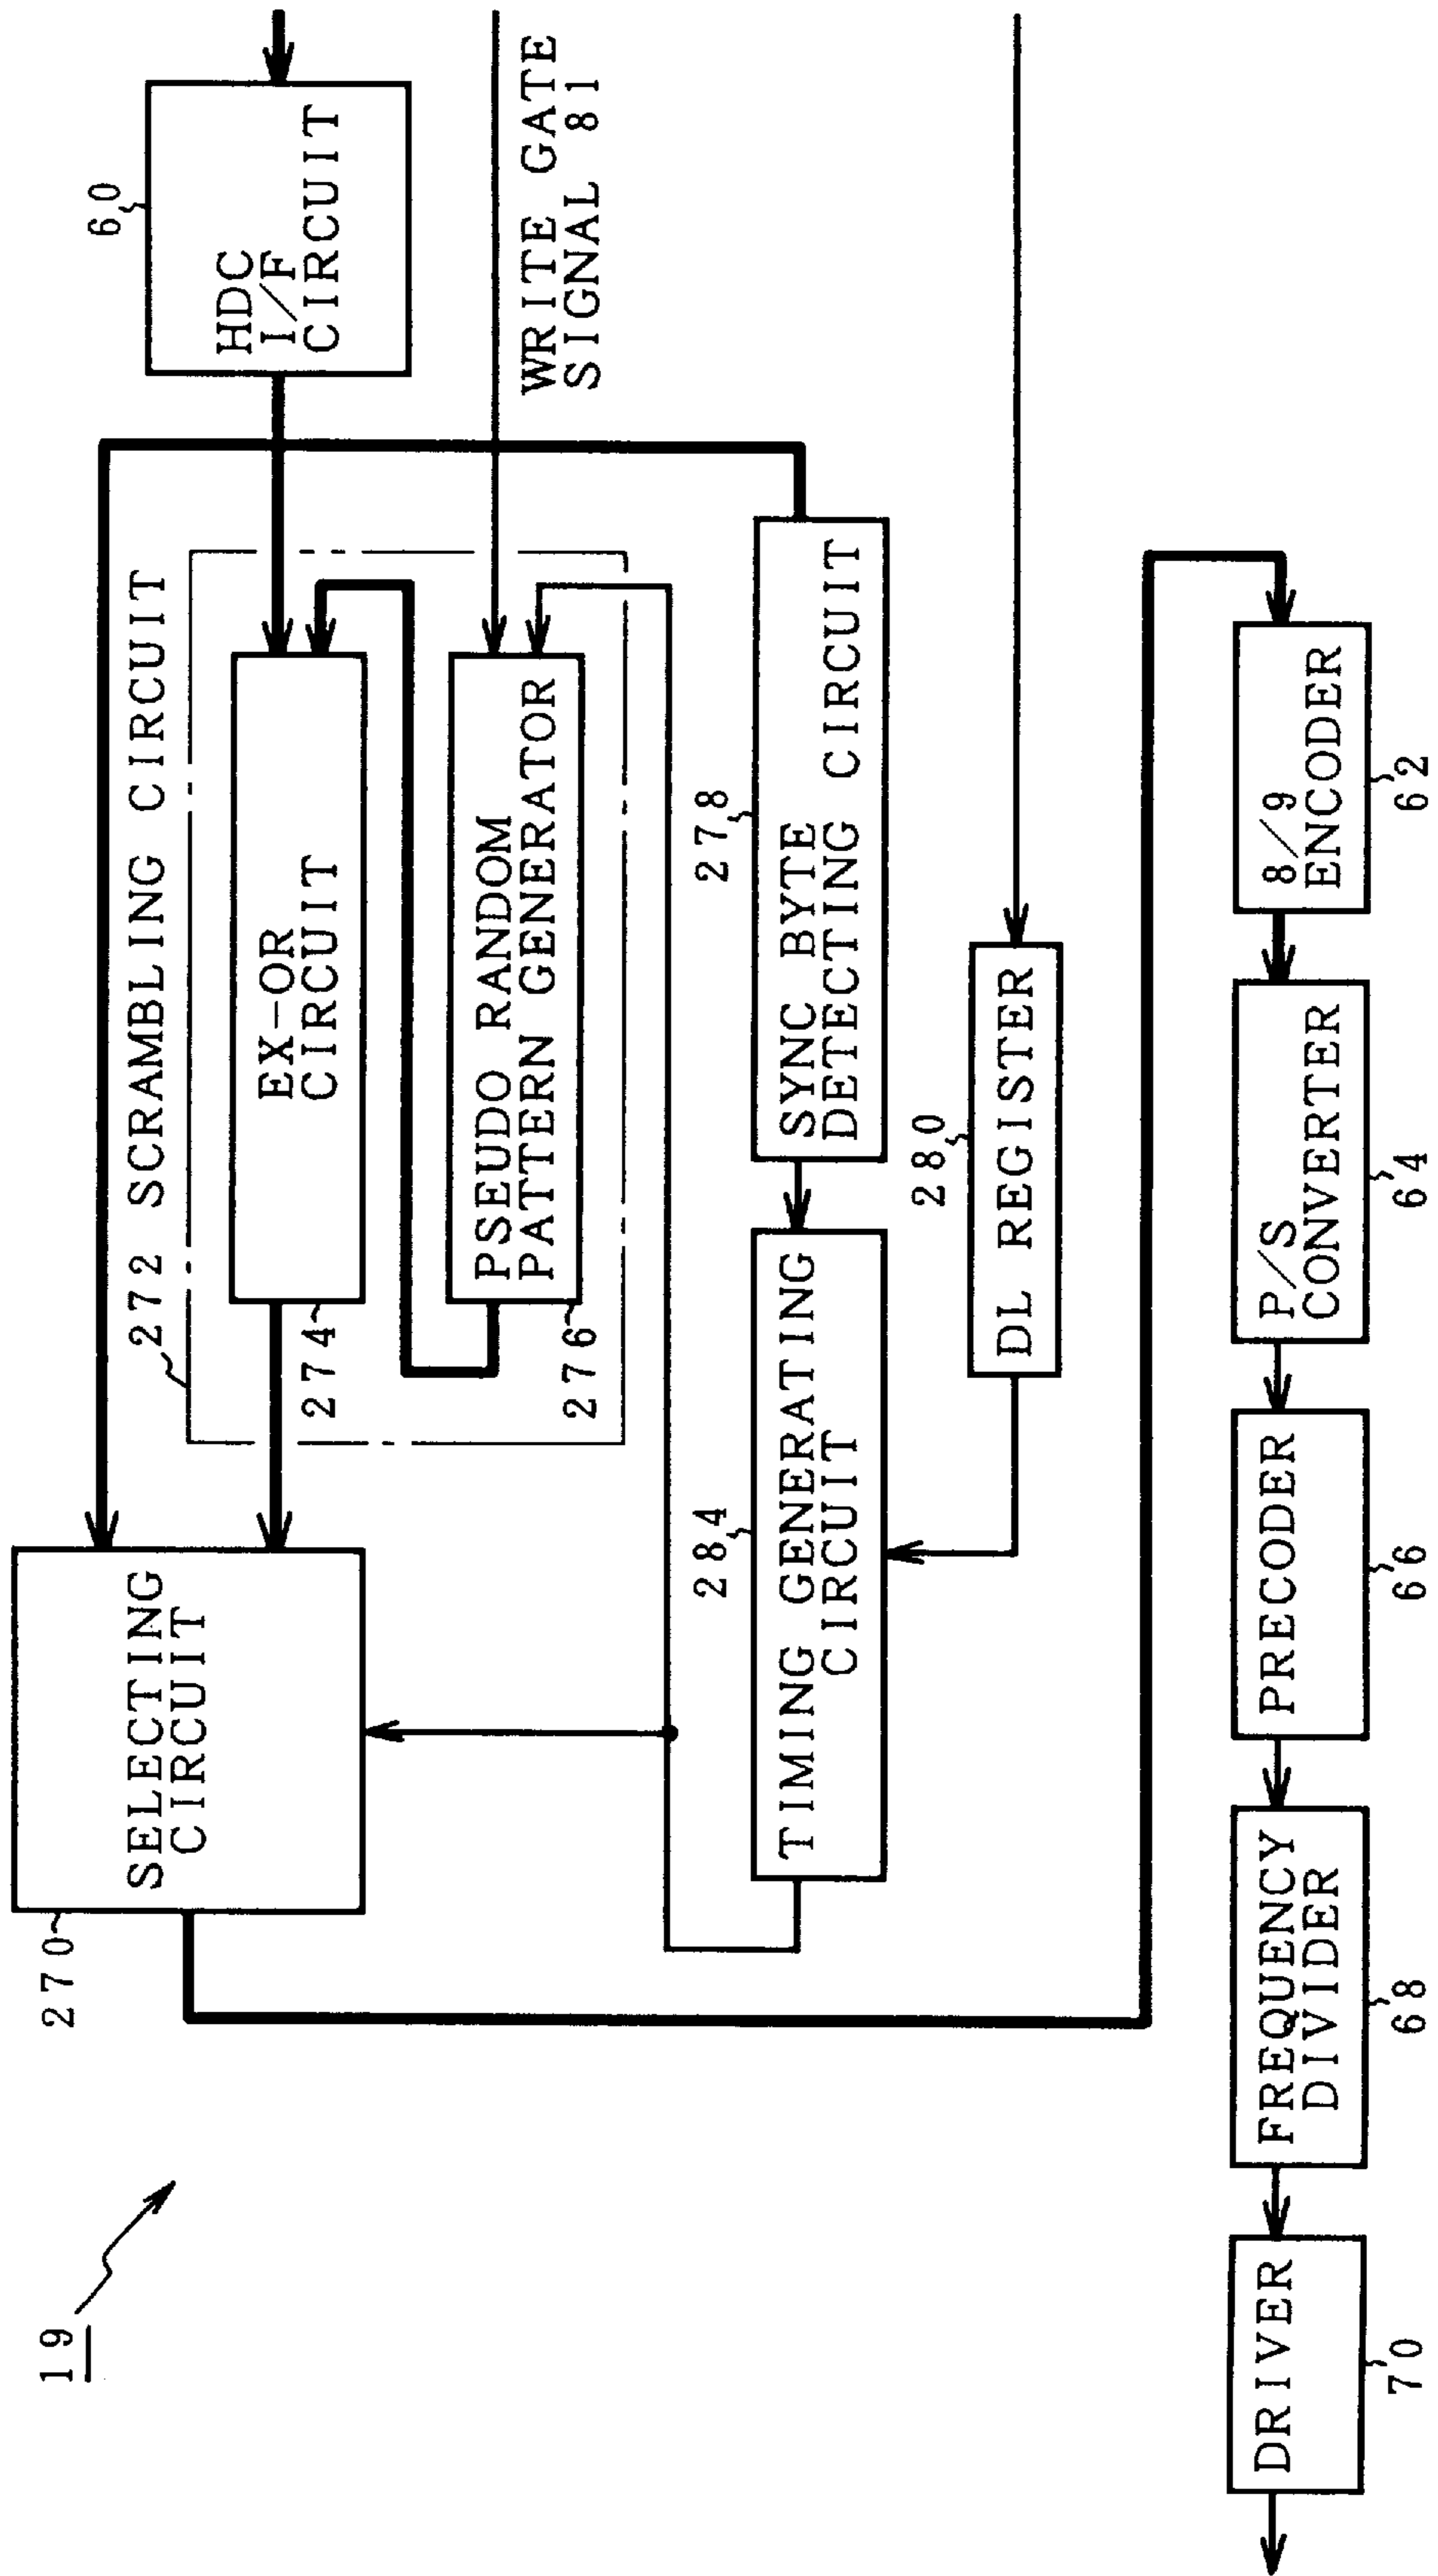 19
270
SELECTING
CIRCUIT
272 SCRAMBLING CIRCUIT
EX-OR
CIRCUIT
274
PSEUDO RANDOM
PATTERN GENERATOR
276
60
HDC
I/F
CIRCUIT
WRITE GATE
SIGNAL 81
278
SYNC BYTE
DETECTING CIRCUIT
284
TIMING GENERATING
CIRCUIT
280
DL REGISTER
DRIVER
70
FREQUENCY
DIVIDER
68
PRECODER
66
P/S
CONVERTER
64
8/9
ENCODER
62